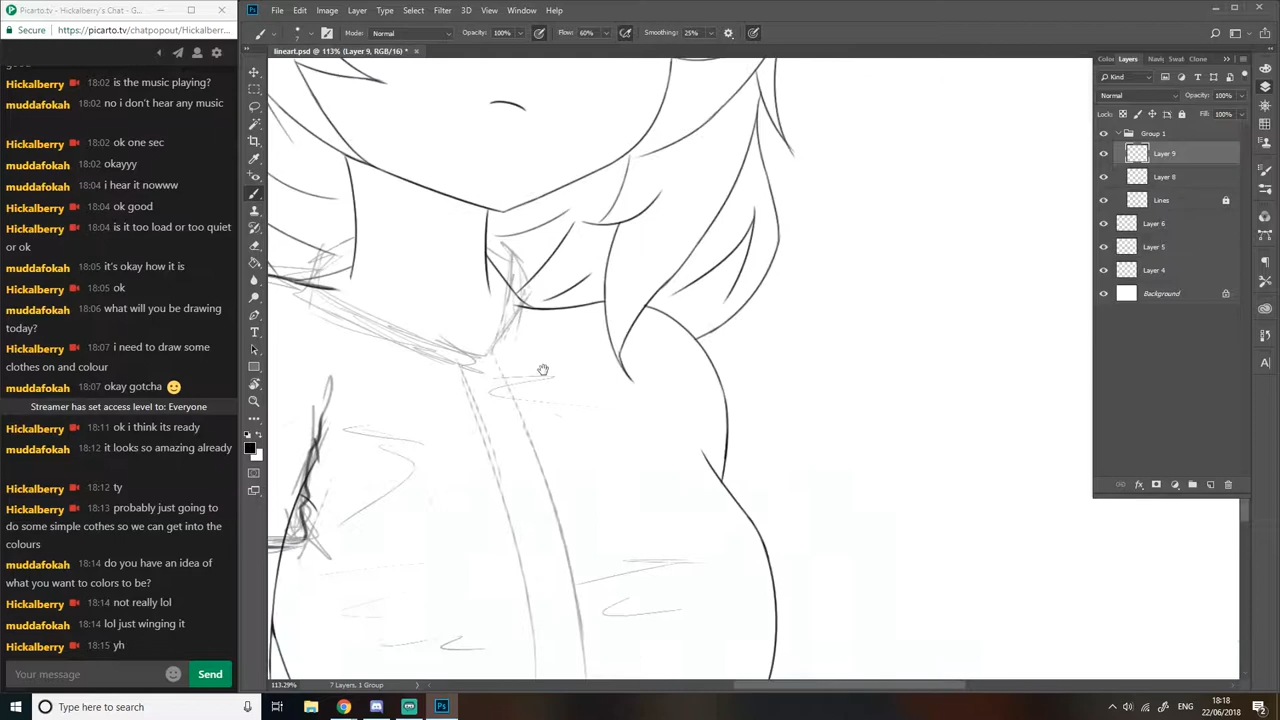 Picarto.tv/chatpopout/Hickalberry's Chat - G...
Secure
https://picarto.tv/chatpopout/Hickalberr...
Hickalberry 18:02 is the music playing?
muddafokah 18:02 no i don't hear any music
Hickalberry 18:02 ok one sec
muddafokah 18:02 okayyy
muddafokah 18:04 i hear it nowww
Hickalberry 18:04 ok good
Hickalberry 18:04 is it too load or too quiet
or ok
muddafokah 18:05 it's okay how it is
Hickalberry 18:05 ok
muddafokah 18:06 what will you be drawing
today?
Hickalberry 18:07 i need to draw some
clothes on and colour
muddafokah 18:07 okay gotcha
Streamer has set access level to: Everyone
Hickalberry 18:11 ok i think its ready
muddafokah 18:12 it looks so amazing already
Hickalberry 18:12 ty
Hickalberry 18:13 probably just going to
do some simple cothes so we can get into the
colours
muddafokah 18:14 do you have an idea of
what you want to colors to be?
Hickalberry 18:14 not really lol
muddafokah 18:14 lol just winging it
Hickalberry 18:15 yh
Your message
Send
Ps File Edit Image Layer Type Select Filter 3D View Window Help
Mode: Normal Opacity: 100% Flow: 60% Smoothing: 25%
lineart.psd @ 113% (Layer 9, RGB/16) *
Color Layers Navig Swatc Clone
Kind
Normal Opacity: 100%
Lock: Fill: 100%
Group 1
Layer 9
Layer 8
Lines
Layer 6
Layer 5
Layer 4
Background
113.29% 7 Layers, 1 Group
Type here to search
Ps
18:18
22/06/2018